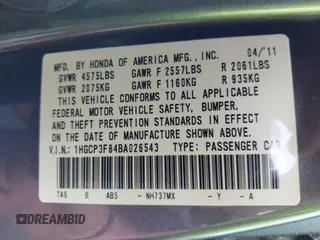 MFD. BY HONDA OF AMERICA MFG., INC. 04/11
GVWR 4575LBS GAWR F 2557LBS R 2061LBS
GVWR 2075KG GAWR F 1160KG R 935KG
THIS VEHICLE CONFORMS TO ALL APPLICABLE
FEDERAL MOTOR VEHICLE SAFETY, BUMPER,
AND THEFT PREVENTION STANDARDS IN EFFECT
ON THE DATE OF MANUFACTURE SHOWN ABOVE.
V.I.N.: 1HGCP3F84BA026543 TYPE: PASSENGER CAR
TA6 B AB5 - NH737MX - Y - A
DREAMBID